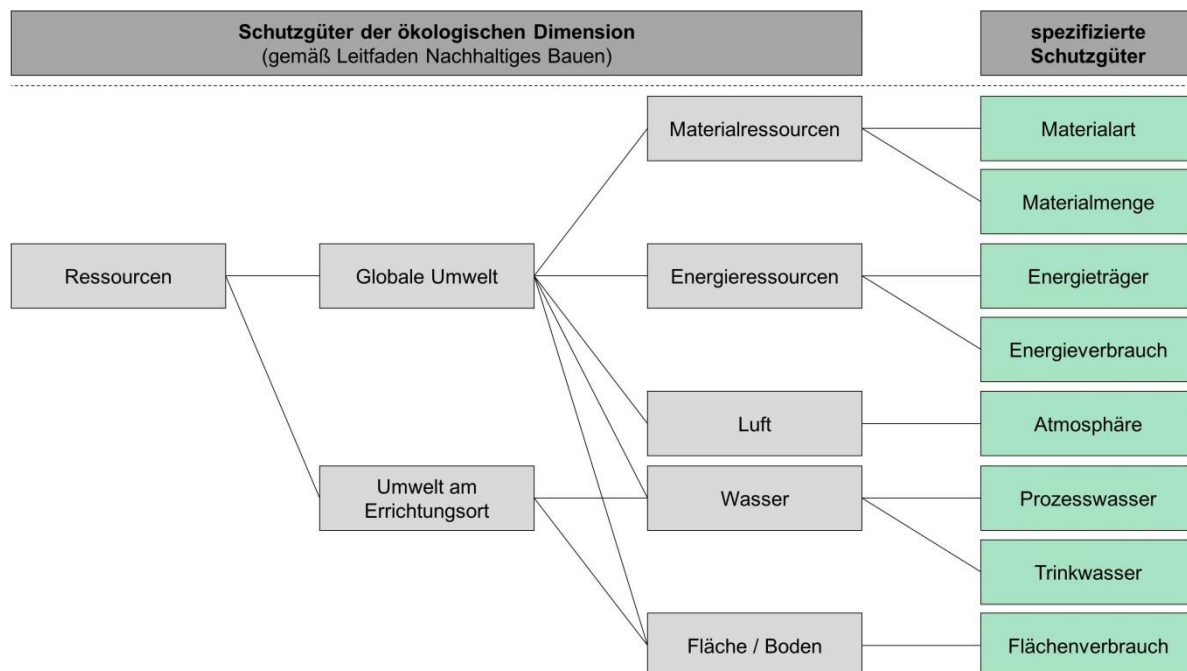 Schutzgüter der ökologischen Dimension
(gemäß Leitfaden Nachhaltiges Bauen)
spezifizierte
Schutzgüter
Materialressourcen
Materialart
Materialmenge
Ressourcen
Globale Umwelt
Energieressourcen
Energieträger
Energieverbrauch
Luft
Atmosphäre
Umwelt am
Errichtungsort
Wasser
Prozesswasser
Trinkwasser
Fläche / Boden
Flächenverbrauch